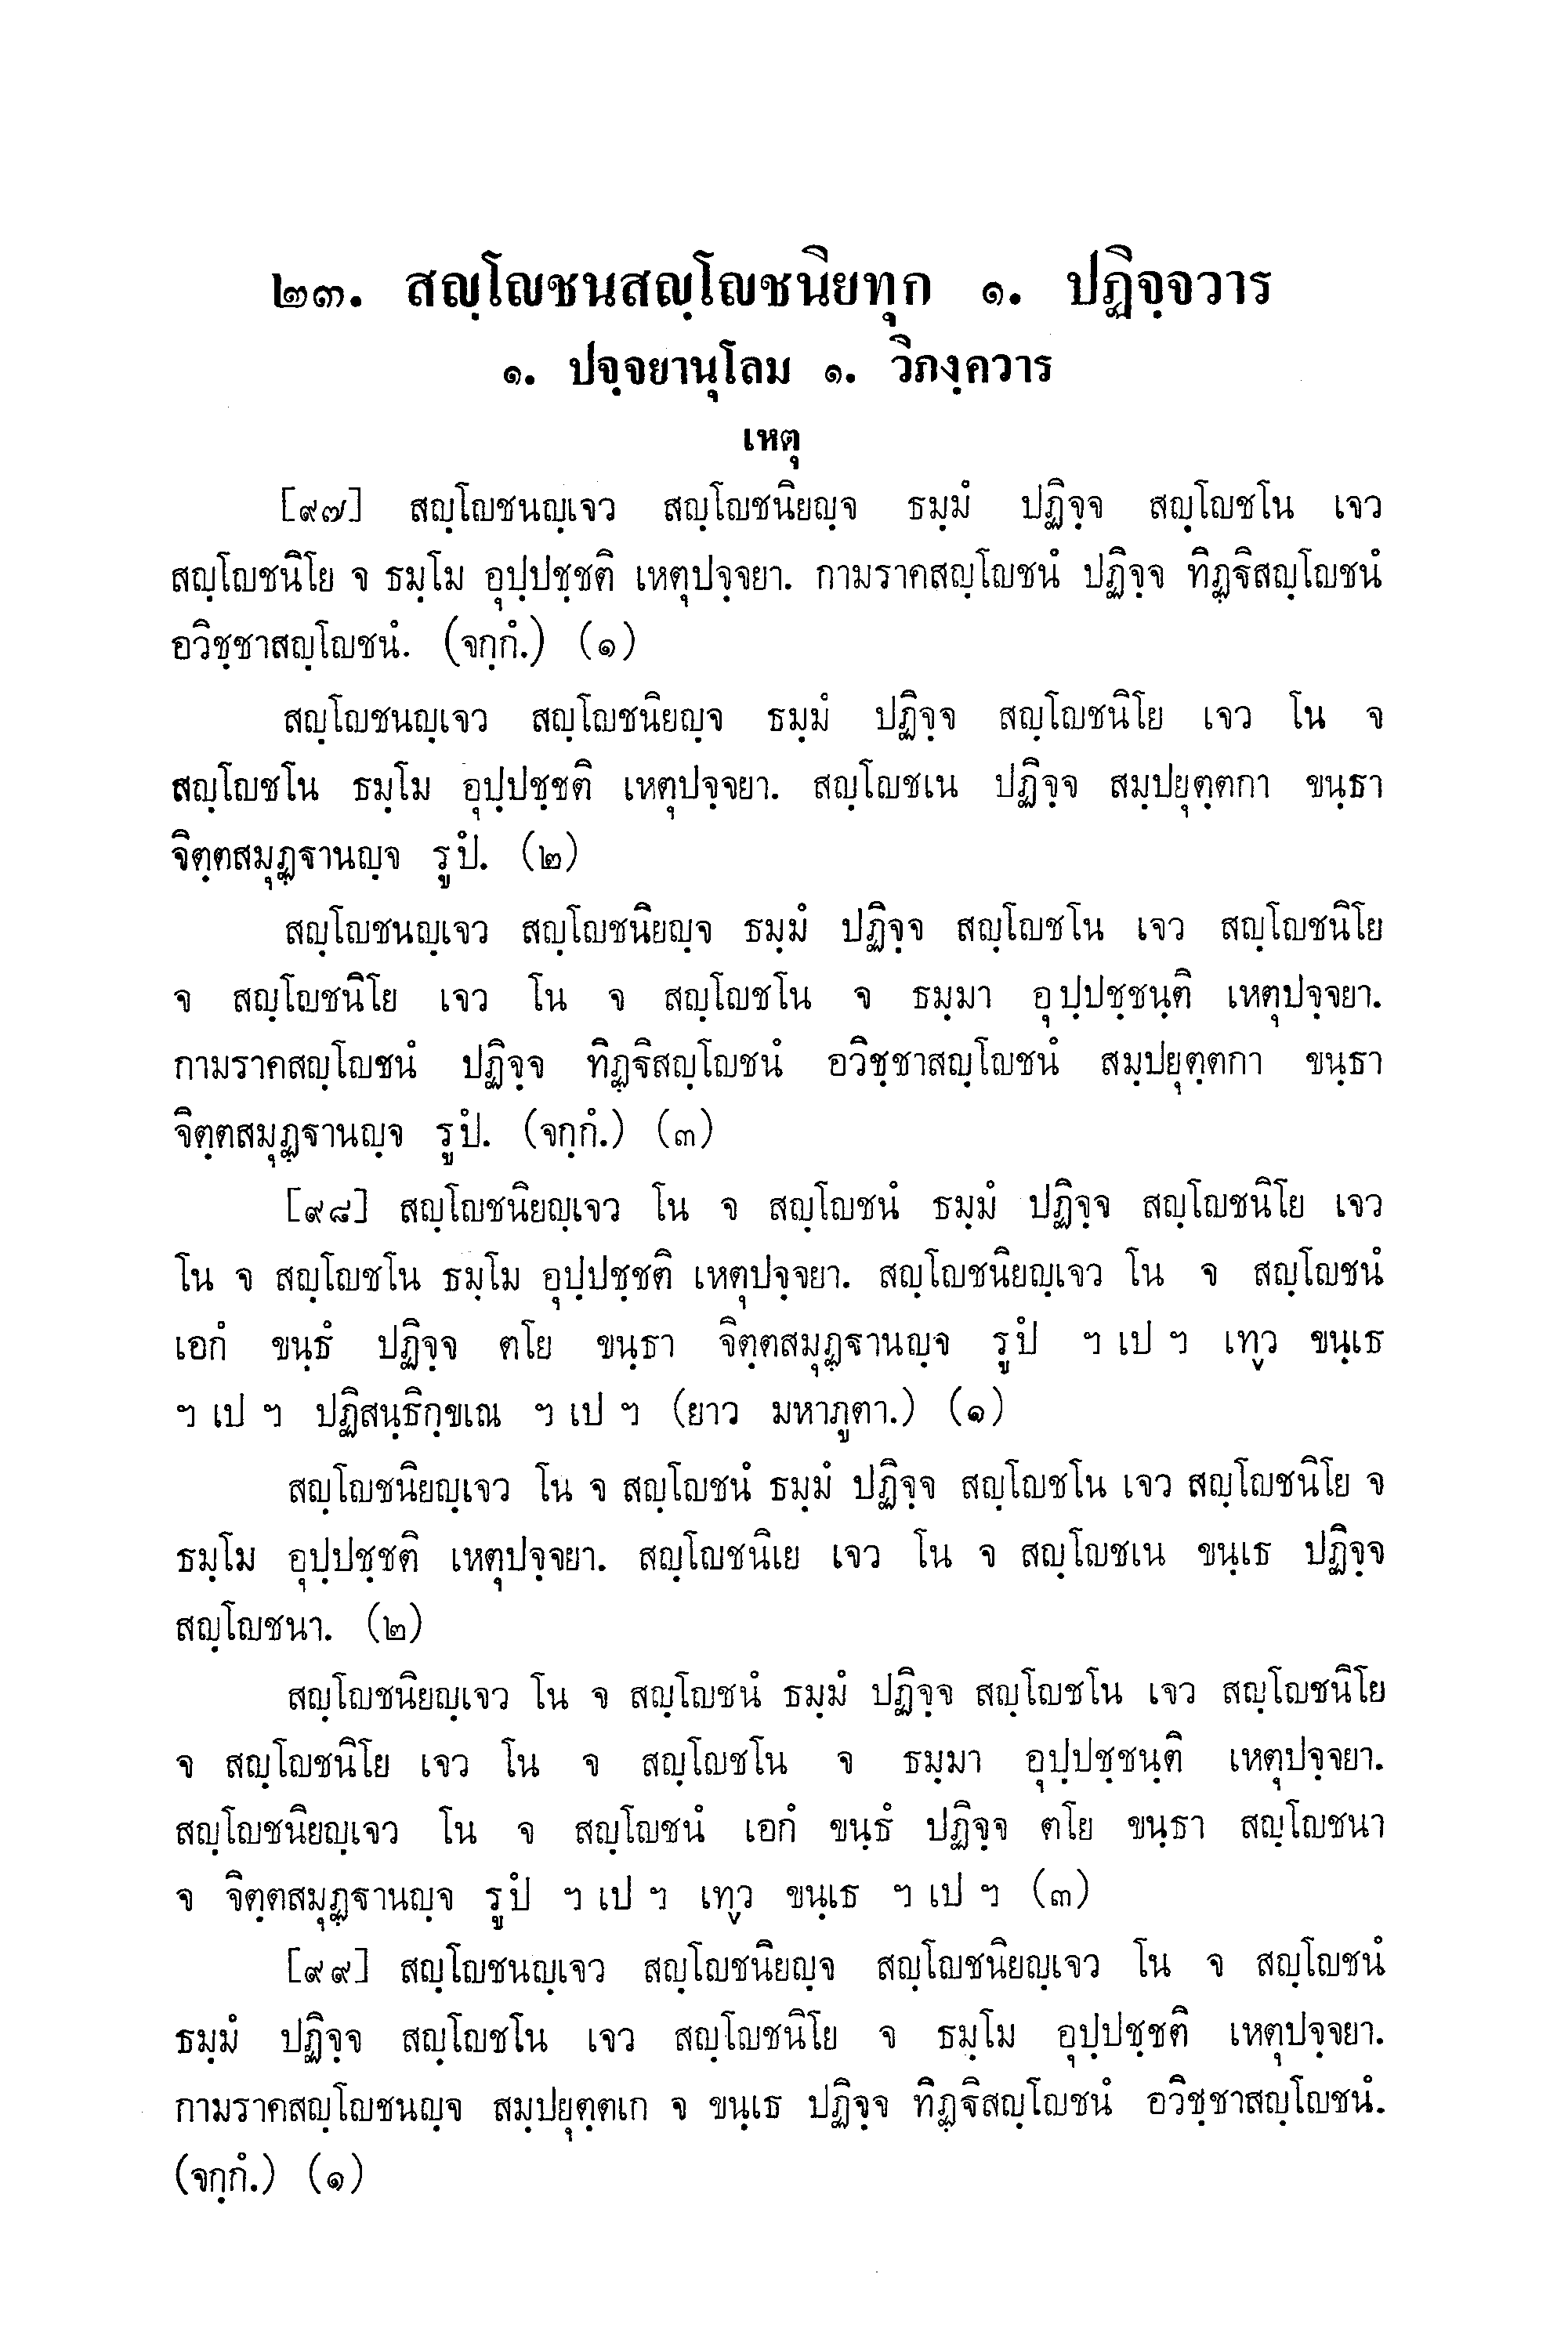 ๒๓. สญฺโญชนสญฺโญชนิยทุก ๑. ปฏิจฺจวาร
๑. ปจฺจยานุโลม ๑. วิภงฺควาร
เหตุ
[๙๗] สญฺโญชนญฺเจว สญฺโญชนิยญฺจ ธมฺมํ ปฏิจฺจ สญฺโญชโน เจว
สญฺโญชนิโย จ ธมฺโม อุปฺปชฺชติ เหตุปจฺจยา. กามราคสญฺโญชนํ ปฏิจฺจ ทิฏฺฐิสญฺโญชนํ
อวิชฺชาสญฺโญชนํ. (จกฺกํ.) (๑)
สญฺโญชนญฺเจว สญฺโญชนิยญฺจ ธมฺมํ ปฏิจฺจ สญฺโญชนิโย เจว โน จ
สญฺโญชโน ธมฺโม อุปฺปชฺชติ เหตุปจฺจยา. สญฺโญชเน ปฏิจฺจ สมฺปยุตฺตกา ขนฺธา
จิตฺตสมุฏฺฐานญฺจ รูปํ. (๒)
สญฺโญชนญฺเจว สญฺโญชนิยญฺจ ธมฺมํ ปฏิจฺจ สญฺโญชโน เจว สญฺโญชนิโย
จ สญฺโญชนิโย เจว โน จ สญฺโญชโน จ ธมฺมา อุปฺปชฺชนฺติ เหตุปจฺจยา.
กามราคสญฺโญชนํ ปฏิจฺจ ทิฏฺฐิสญฺโญชนํ อวิชฺชาสญฺโญชนํ สมฺปยุตฺตกา ขนฺธา
จิตฺตสมุฏฺฐานญฺจ รูปํ. (จกฺกํ.) (๓)
[๙๘] สญฺโญชนิยญฺเจว โน จ สญฺโญชนํ ธมฺมํ ปฏิจฺจ สญฺโญชนิโย เจว
โน จ สญฺโญชโน ธมฺโม อุปฺปชฺชติ เหตุปจฺจยา. สญฺโญชนิยญฺเจว โน จ สญฺโญชนํ
เอกํ ขนฺธํ ปฏิจฺจ ตโย ขนฺธา จิตฺตสมุฏฺฐานญฺจ รูปํ ฯ เป ฯ เทฺว ขนฺเธ
ฯ เป ฯ ปฏิสนฺธิกฺขเณ ฯ เป ฯ (ยาว มหาภูตา.) (๑)
สญฺโญชนิยญฺเจว โน จ สญฺโญชนํ ธมฺมํ ปฏิจฺจ สญฺโญชโน เจว สญฺโญชนิโย จ
ธมฺโม อุปฺปชฺชติ เหตุปจฺจยา. สญฺโญชนิเย เจว โน จ สญฺโญชเน ขนฺเธ ปฏิจฺจ
สญฺโญชนา. (๒)
สญฺโญชนิยญฺเจว โน จ สญฺโญชนํ ธมฺมํ ปฏิจฺจ สญฺโญชโน เจว สญฺโญชนิโย
จ สญฺโญชนิโย เจว โน จ สญฺโญชโน จ ธมฺมา อุปฺปชฺชนฺติ เหตุปจฺจยา.
สญฺโญชนิยญฺเจว โน จ สญฺโญชนํ เอกํ ขนฺธํ ปฏิจฺจ ตโย ขนฺธา สญฺโญชนา
จ จิตฺตสมุฏฺฐานญฺจ รูปํ ฯ เป ฯ เทฺว ขนฺเธ ฯ เป ฯ (๓)
[๙๙] สญฺโญชนญฺเจว สญฺโญชนิยญฺจ สญฺโญชนิยญฺเจว โน จ สญฺโญชนํ
ธมฺมํ ปฏิจฺจ สญฺโญชโน เจว สญฺโญชนิโย จ ธมฺโม อุปฺปชฺชติ เหตุปจฺจยา.
กามราคสญฺโญชนญฺจ สมฺปยุตฺตเก จ ขนฺเธ ปฏิจฺจ ทิฏฺฐิสญฺโญชนํ อวิชฺชาสญฺโญชนํ.
(จกฺกํ.) (๑)